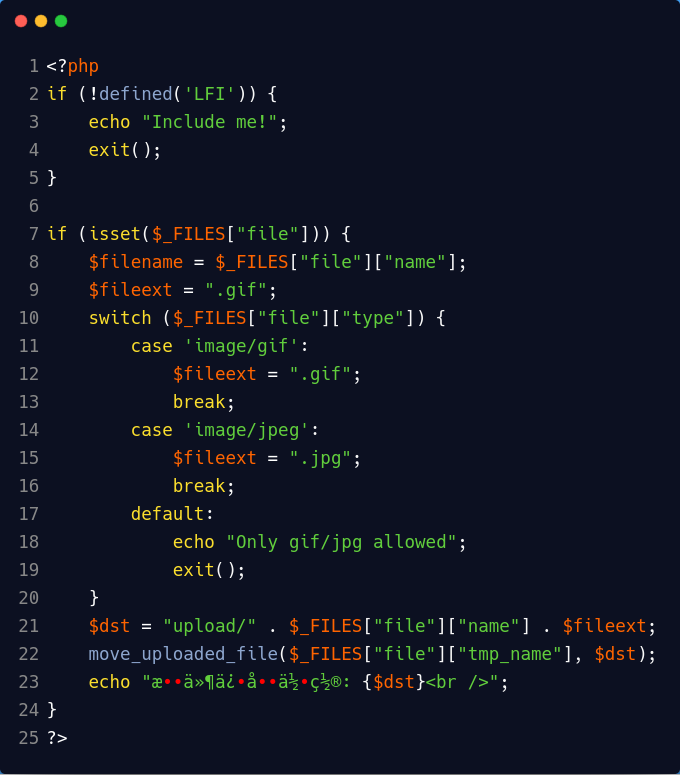 1 <?php
2 if (!defined('LFI')) {
3     echo "Include me!";
4     exit();
5 }
6
7 if (isset($_FILES["file"])) {
8     $filename = $_FILES["file"]["name"];
9     $fileext = ".gif";
10     switch ($_FILES["file"]["type"]) {
11         case 'image/gif':
12             $fileext = ".gif";
13             break;
14         case 'image/jpeg':
15             $fileext = ".jpg";
16             break;
17         default:
18             echo "Only gif/jpg allowed";
19             exit();
20     }
21     $dst = "upload/" . $_FILES["file"]["name"] . $fileext;
22     move_uploaded_file($_FILES["file"]["tmp_name"], $dst);
23     echo "æ••ä»¶ä¿•å••ä½•ç½®: {$dst}<br />";
24 }
25 ?>